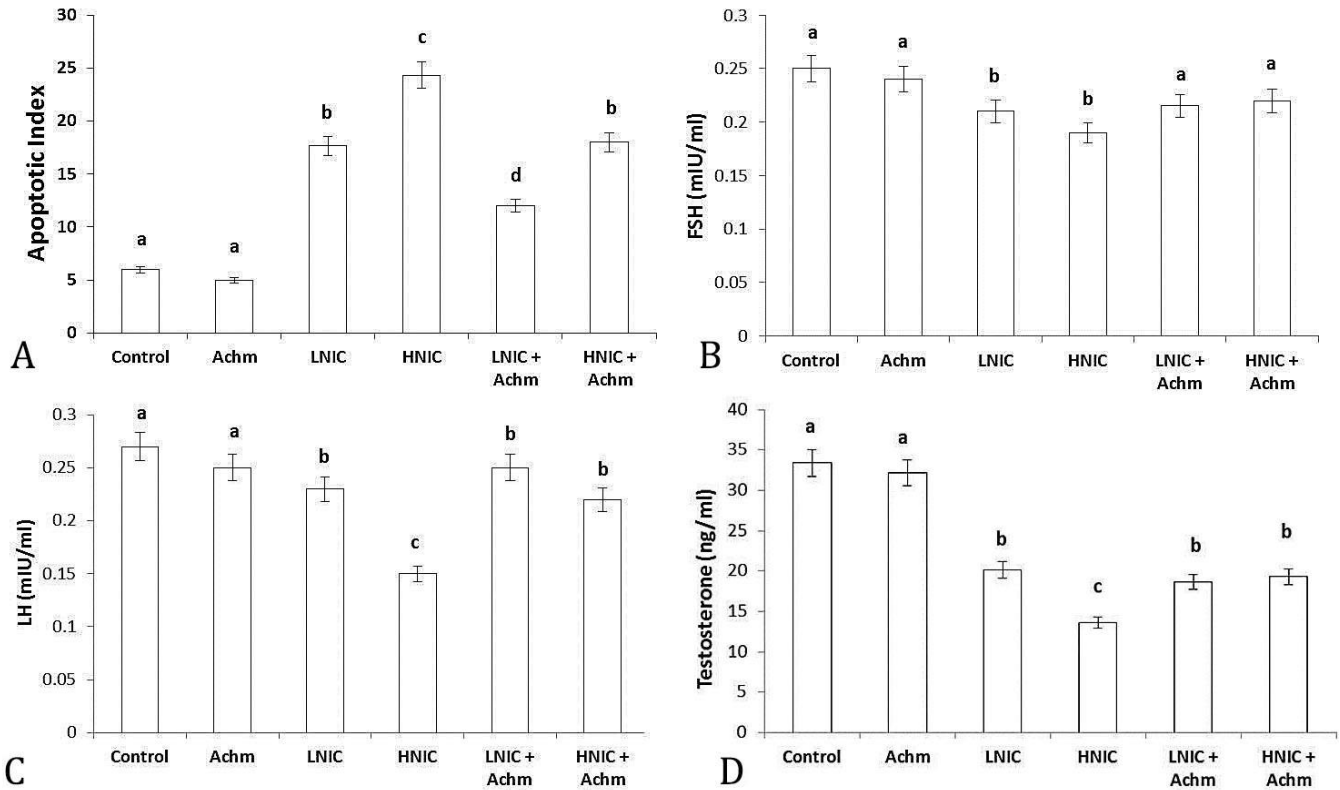 30
25
20
15
10
5
0
Apoptotic Index
a
a
b
c
d
b
Control
Achm
LNIC
HNIC
LNIC +
Achm
HNIC +
Achm
A
0.3
0.25
0.2
0.15
0.1
0.05
0
FSH (mIU/ml)
a
a
b
b
a
a
Control
Achm
LNIC
HNIC
LNIC +
Achm
HNIC +
Achm
B
0.3
0.25
0.2
0.15
0.1
0.05
0
LH (mIU/ml)
a
a
b
c
b
b
Control
Achm
LNIC
HNIC
LNIC +
Achm
HNIC +
Achm
C
40
35
30
25
20
15
10
5
0
Testosterone (ng/ml)
a
a
b
c
b
b
Control
Achm
LNIC
HNIC
LNIC +
Achm
HNIC +
Achm
D